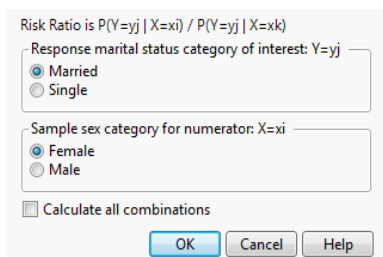 Risk Ratio is P(Y=yj | X=xi) / P(Y=yj | X=xk)
Response marital status category of interest: Y=yj
Married
Single
Sample sex category for numerator: X=xi
Female
Male
Calculate all combinations
OK Cancel Help